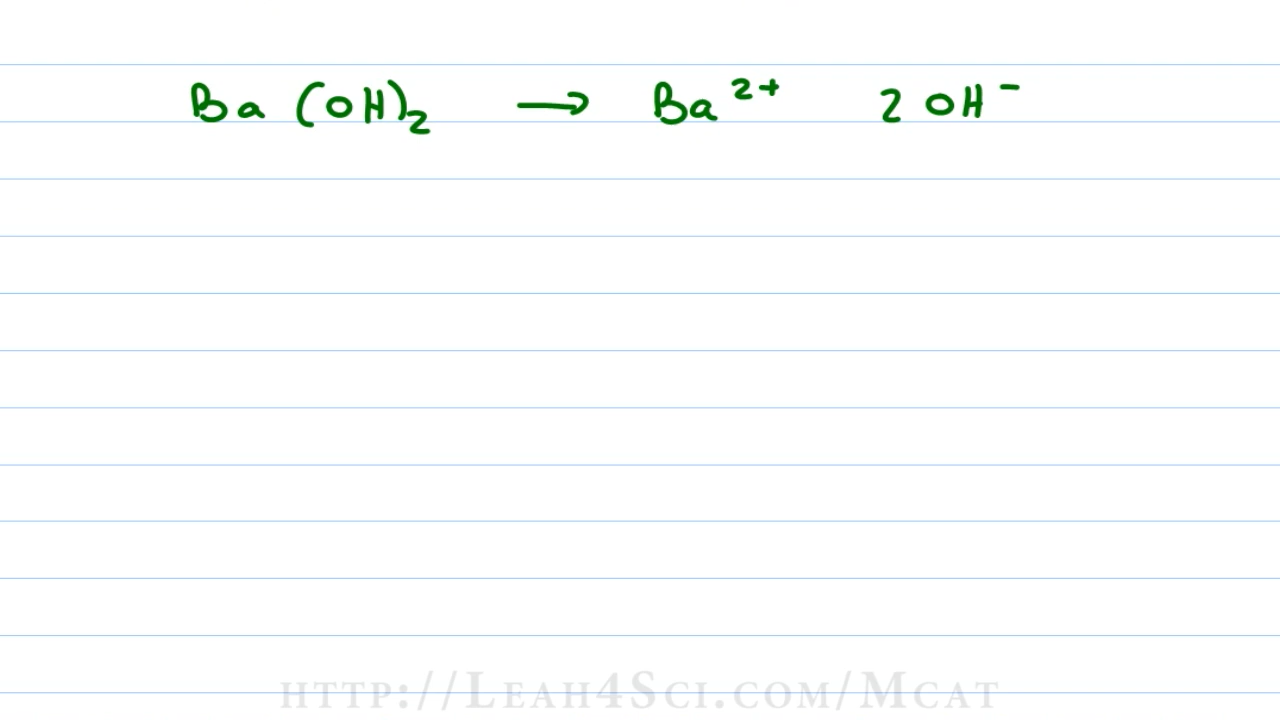 Ba (OH)₂ → Ba²⁺ 2 OH⁻
http://Leah4Sci.com/Mcat